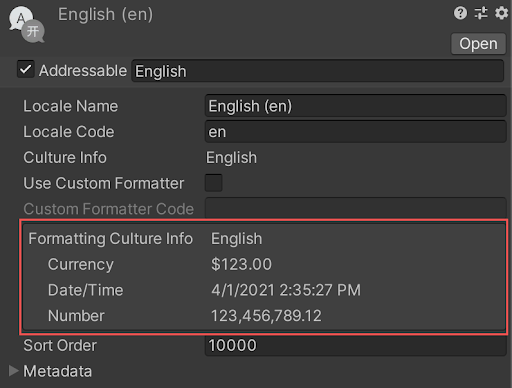 A
开
English (en)
Open
Addressable English
Locale Name English (en)
Locale Code en
Culture Info English
Use Custom Formatter
Custom Formatter Code
Formatting Culture Info English
Currency $123.00
Date/Time 4/1/2021 2:35:27 PM
Number 123,456,789.12
Sort Order 10000
Metadata